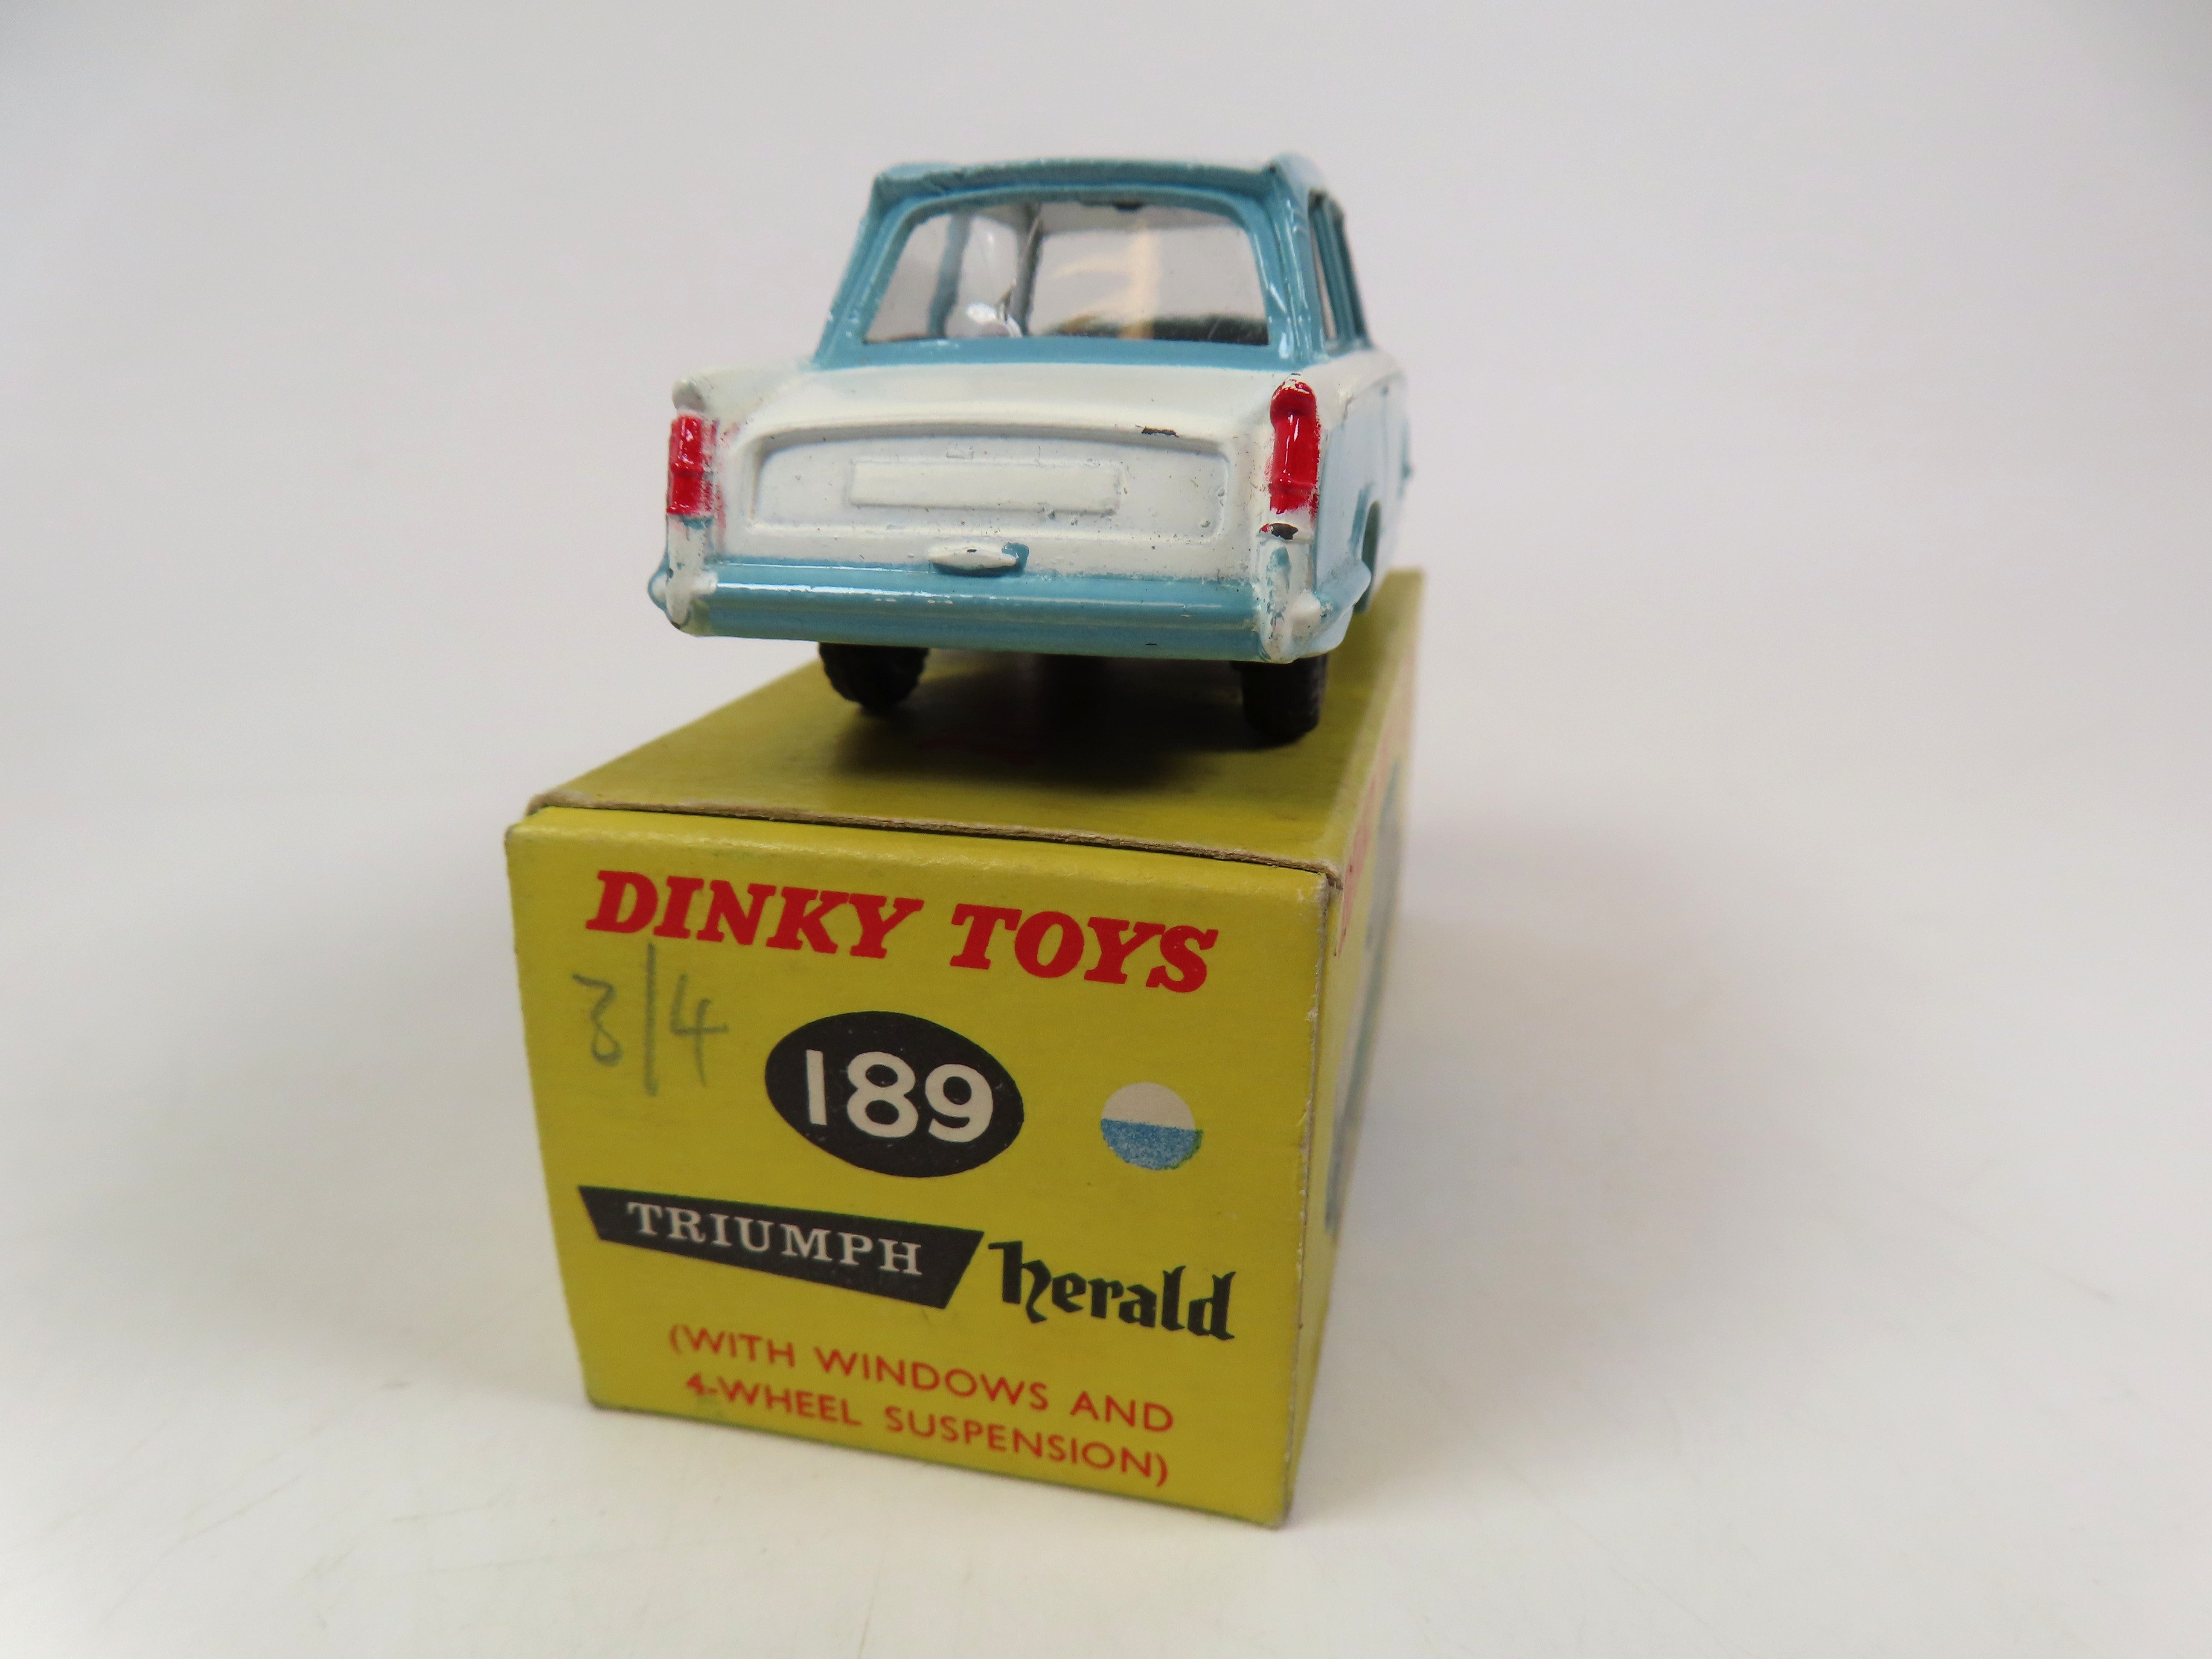 DINKY TOYS
3/4
189
TRIUMPH herald
(WITH WINDOWS AND
4-WHEEL SUSPENSION)